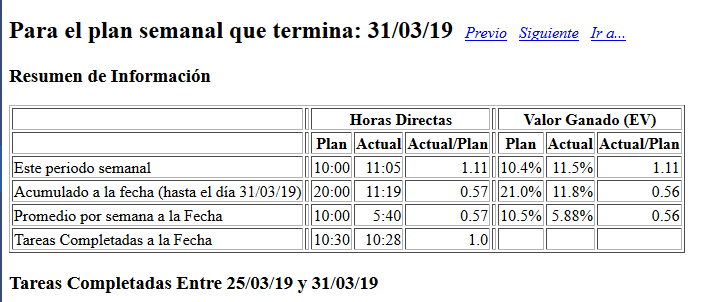 Para el plan semanal que termina: 31/03/19 Previo Siguiente Ir a...
Resumen de Información
Horas Directas Valor Ganado (EV)
Plan Actual Actual/Plan Plan Actual Actual/Plan
Este periodo semanal 10:00 11:05 1.11 10.4% 11.5% 1.11
Acumulado a la fecha (hasta el día 31/03/19) 20:00 11:19 0.57 21.0% 11.8% 0.56
Promedio por semana a la Fecha 10:00 5:40 0.57 10.5% 5.88% 0.56
Tareas Completadas a la Fecha 10:30 10:28 1.0
Tareas Completadas Entre 25/03/19 y 31/03/19